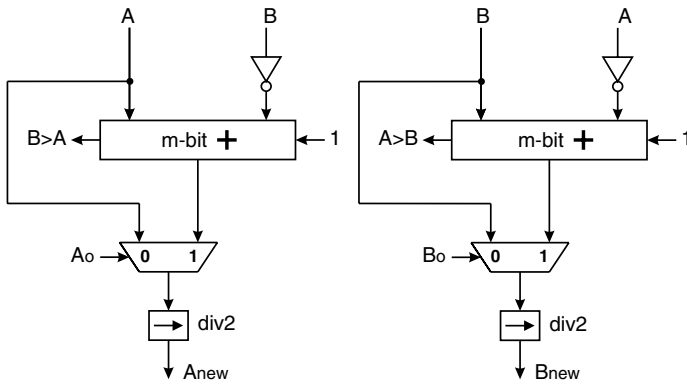 A B B A
B>A m-bit + 1 A>B m-bit + 1
Ao 0 1 Bo 0 1
div2 div2
Anew Bnew